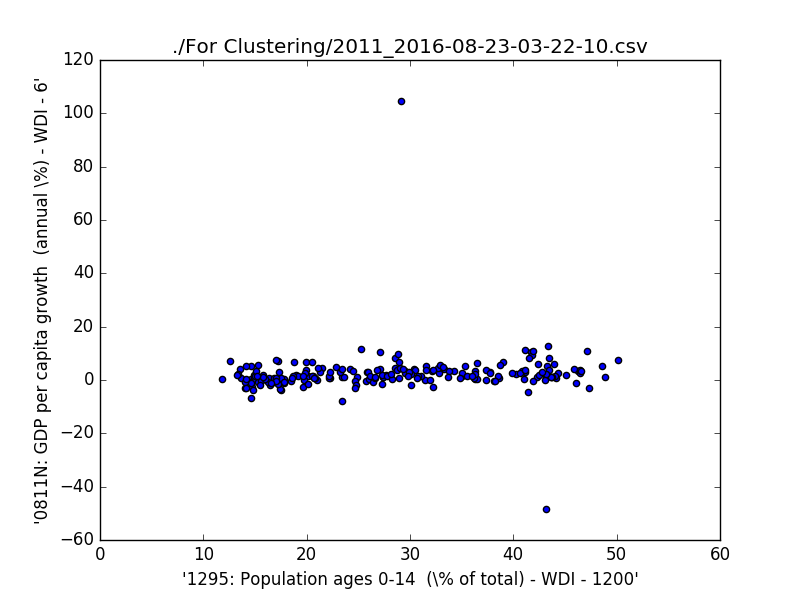 ./For Clustering/2011_2016-08-23-03-22-10.csv
120
100
80
60
40
20
0
−20
−40
−60
'0811N: GDP per capita growth  (annual \%) - WDI - 6'
0 10 20 30 40 50 60
'1295: Population ages 0-14  (\% of total) - WDI - 1200'